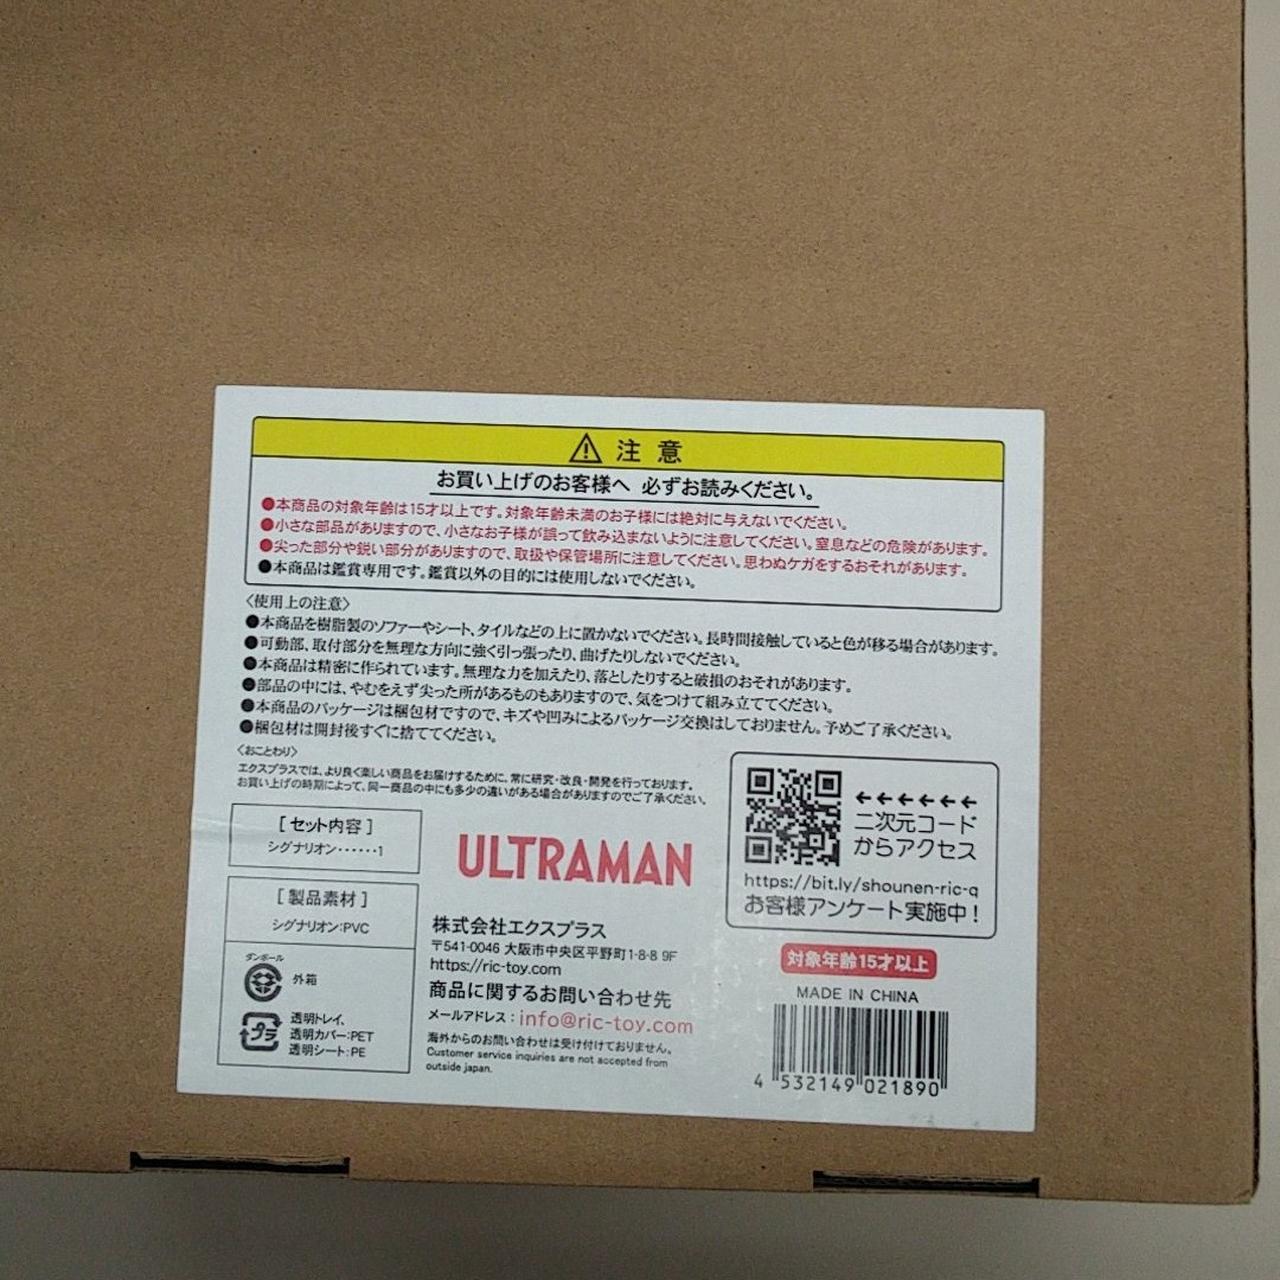 注意
お買い上げのお客様へ 必ずお読みください。
●本商品の対象年齢は15才以上です。対象年齢未満のお子様には絶対に与えないでください。
●小さな部品がありますので、小さなお子様が誤って飲み込まないように注意してください。窒息などの危険があります。
●尖った部分や鋭い部分がありますので、取扱や保管場所に注意してください。思わぬケガをするおそれがあります。
●本商品は鑑賞専用です。鑑賞以外の目的には使用しないでください。
〈使用上の注意〉
●本商品を樹脂製のソファーやシート、タイルなどの上に置かないでください。長時間接触していると色が移る場合があります。
●可動部、取付部分を無理な方向に強く引っ張ったり、曲げたりしないでください。
●本商品は精密に作られています。無理な力を加えたり、落としたりすると破損のおそれがあります。
●部品の中には、やむをえず尖った所があるものもありますので、気をつけて組み立ててください。
●本商品のパッケージは梱包材ですので、キズや凹みによるパッケージ交換はしておりません。予めご了承ください。
●梱包材は開封後すぐに捨ててください。
〈おことわり〉
エクスプラスでは、より良く楽しい商品をお届けするために、常に研究・改良・開発を行っております。
お買い上げの時期によって、同一商品の中にも多少の違いがある場合がありますのでご了承ください。
[セット内容]
シグナリオン……1
[製品素材]
シグナリオン:PVC
ダンボール
外箱
プラ
透明トレイ、
透明カバー:PET
透明シート:PE
ULTRAMAN
株式会社エクスプラス
〒541-0046 大阪市中央区平野町1-8-8 9F
https://ric-toy.com
商品に関するお問い合わせ先
メールアドレス：info@ric-toy.com
海外からのお問い合わせは受け付けておりません。
Customer service inquiries are not accepted from
outside japan.
←←←←←←
二次元コード
からアクセス
https://bit.ly/shounen-ric-q
お客様アンケート実施中！
対象年齢15才以上
MADE IN CHINA
4 532149 021890